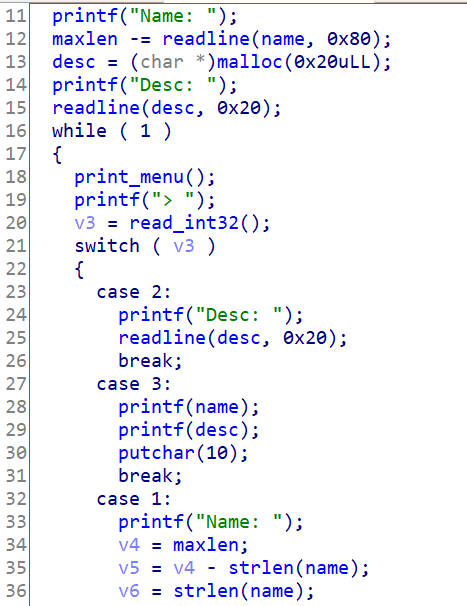 11 printf("Name: ");
12 maxlen -= readline(name, 0x80);
13 desc = (char *)malloc(0x20uLL);
14 printf("Desc: ");
15 readline(desc, 0x20);
16 while ( 1 )
17 {
18 print_menu();
19 printf("> ");
20 v3 = read_int32();
21 switch ( v3 )
22 {
23 case 2:
24 printf("Desc: ");
25 readline(desc, 0x20);
26 break;
27 case 3:
28 printf(name);
29 printf(desc);
30 putchar(10);
31 break;
32 case 1:
33 printf("Name: ");
34 v4 = maxlen;
35 v5 = v4 - strlen(name);
36 v6 = strlen(name);